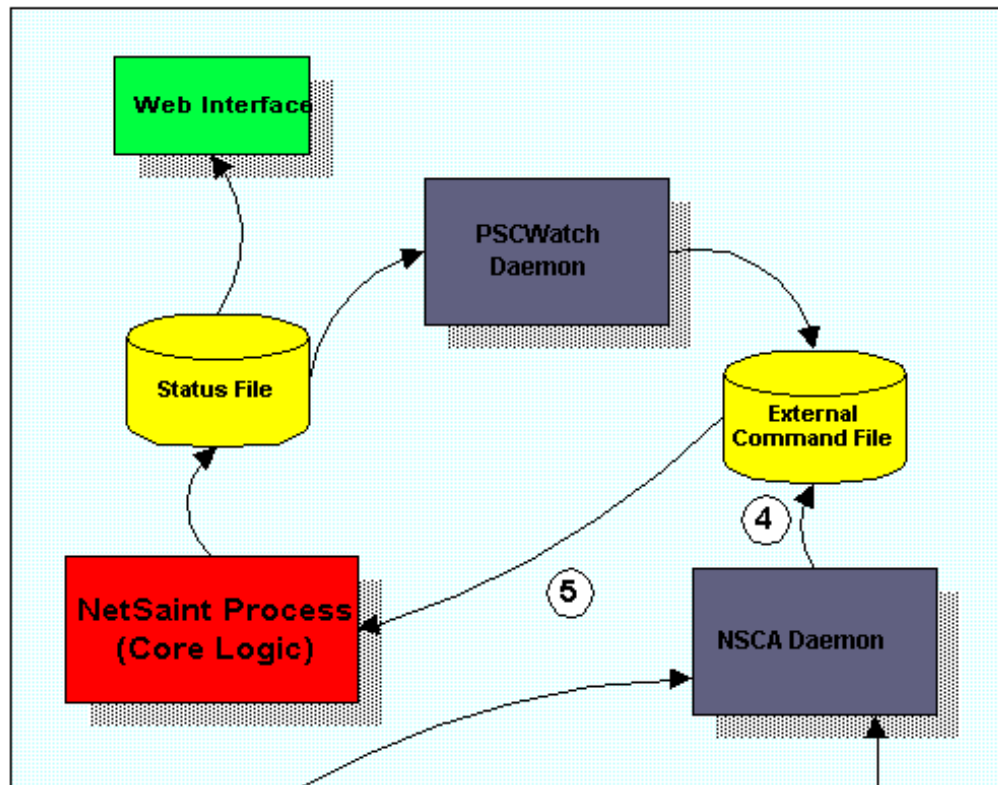 Web Interface
PSCWatch
Daemon
Status File
External
Command File
4
5
NetSaint Process
(Core Logic)
NSCA Daemon